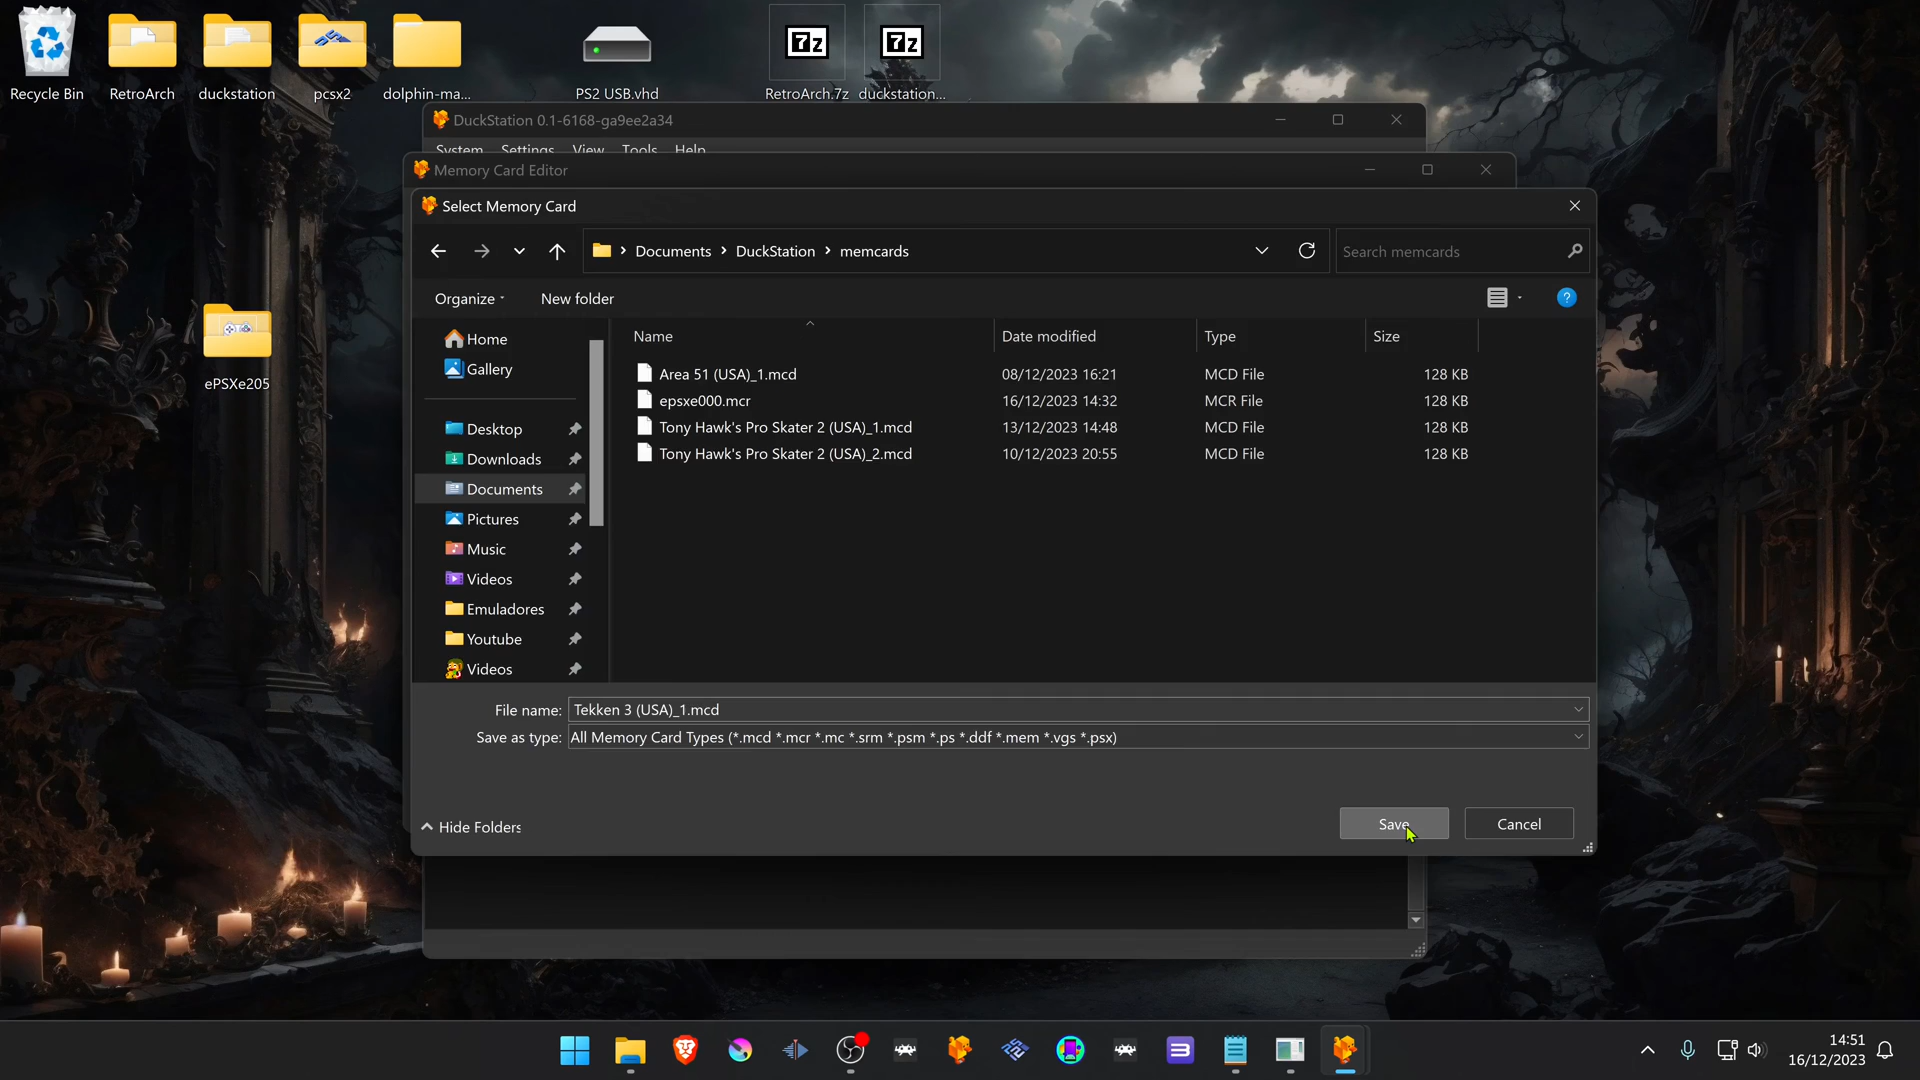 Recycle Bin
RetroArch
duckstation
pcsx2
dolphin-ma...
PS2 USB.vhd
7z
RetroArch.7z
7z
duckstation...
ePSXe205
DuckStation 0.1-6168-ga9ee2a34
System Settings View Tools Help
Memory Card Editor
Select Memory Card
Documents > DuckStation > memcards
Search memcards
Organize
New folder
Home
Gallery
Desktop
Downloads
Documents
Pictures
Music
Videos
Emuladores
Youtube
Videos
Name Date modified Type Size
Area 51 (USA)_1.mcd 08/12/2023 16:21 MCD File 128 KB
epsxe000.mcr 16/12/2023 14:32 MCR File 128 KB
Tony Hawk's Pro Skater 2 (USA)_1.mcd 13/12/2023 14:48 MCD File 128 KB
Tony Hawk's Pro Skater 2 (USA)_2.mcd 10/12/2023 20:55 MCD File 128 KB
File name: Tekken 3 (USA)_1.mcd
Save as type: All Memory Card Types (*.mcd *.mcr *.mc *.srm *.psm *.ps *.ddf *.mem *.vgs *.psx)
Hide Folders
Save
Cancel
14:51
16/12/2023